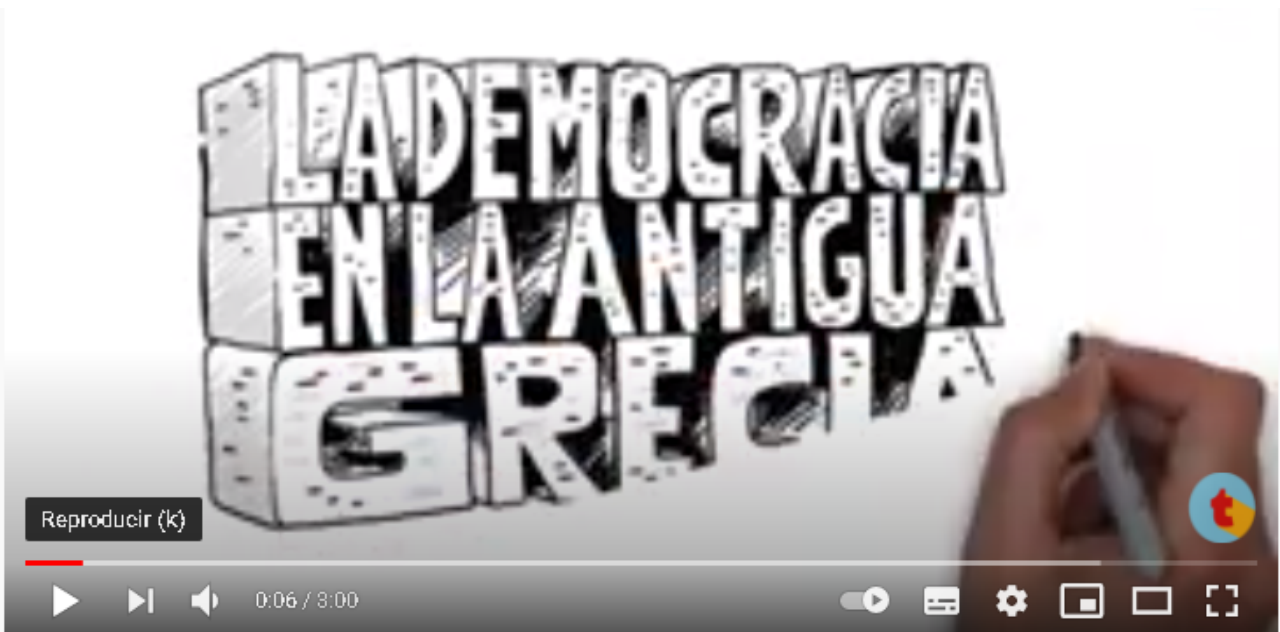 LA DEMOCRACIA
EN LA ANTIGUA
GRECIA
Reproducir (k)
t
0:06 / 3:00